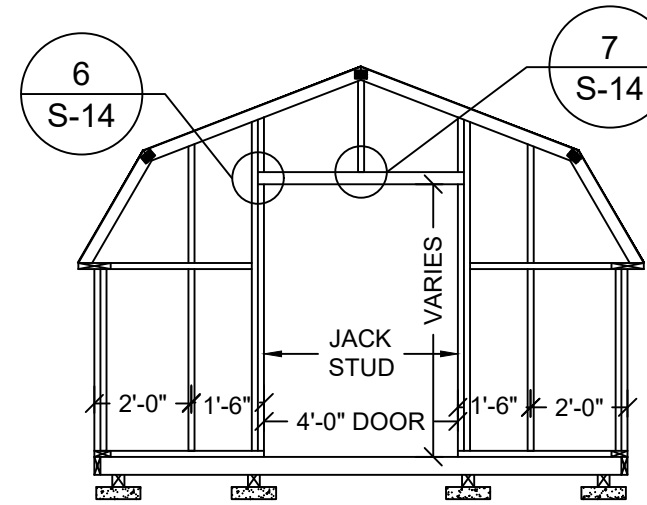 6
S-14
7
S-14
VARIES
JACK
STUD
2'-0" 1'-6" 4'-0" DOOR 1'-6" 2'-0"